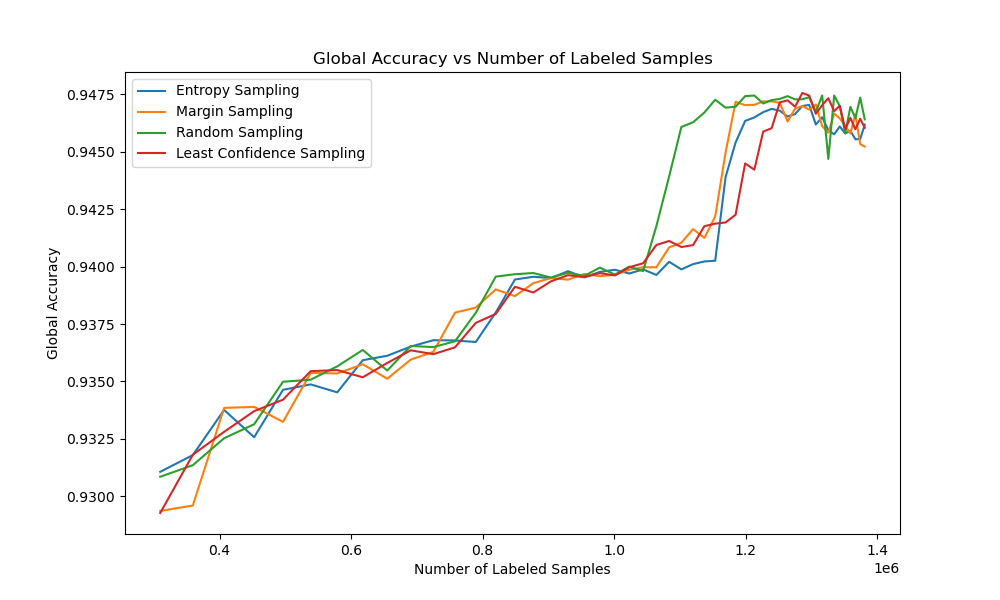 Global Accuracy vs Number of Labeled Samples
Entropy Sampling
Margin Sampling
Random Sampling
Least Confidence Sampling
0.9475
0.9450
0.9425
0.9400
0.9375
0.9350
0.9325
0.9300
Global Accuracy
0.4 0.6 0.8 1.0 1.2 1.4
1e6
Number of Labeled Samples